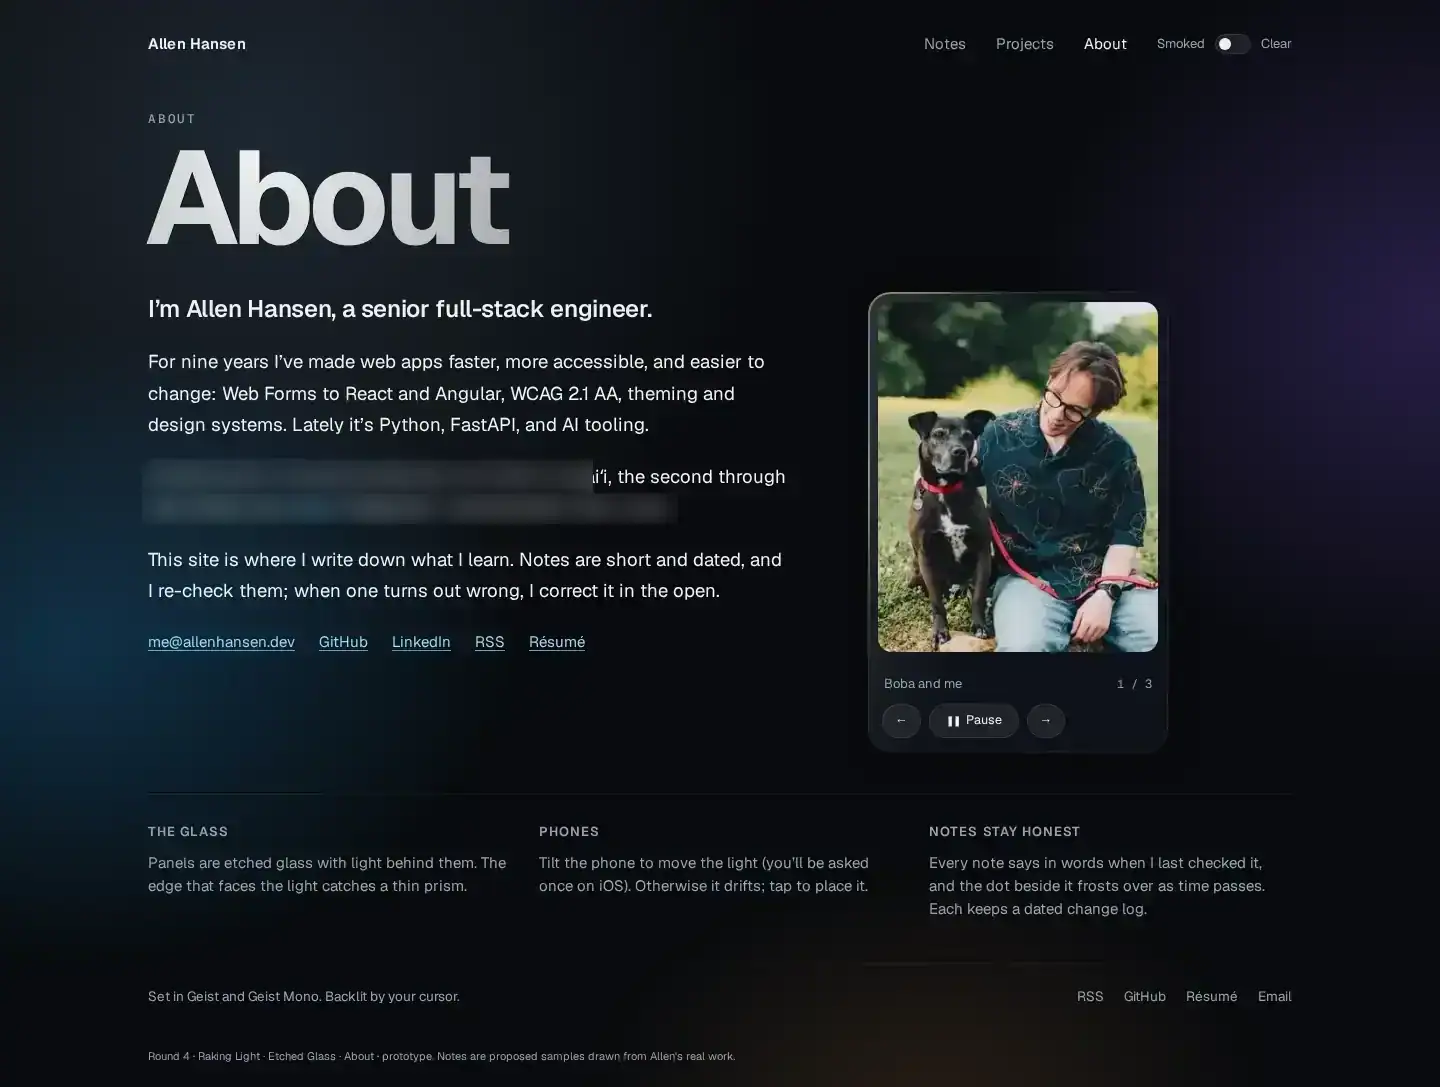 Allen Hansen
Notes Projects About Smoked Clear
ABOUT
About
I’m Allen Hansen, a senior full-stack engineer.
For nine years I’ve made web apps faster, more accessible, and easier to
change: Web Forms to React and Angular, WCAG 2.1 AA, theming and
design systems. Lately it’s Python, FastAPI, and AI tooling.
the second through
This site is where I write down what I learn. Notes are short and dated, and
I re-check them; when one turns out wrong, I correct it in the open.
me@allenhansen.dev GitHub LinkedIn RSS Résumé
Boba and me 1 / 3
← Pause →
THE GLASS
Panels are etched glass with light behind them. The
edge that faces the light catches a thin prism.
PHONES
Tilt the phone to move the light (you’ll be asked
once on iOS). Otherwise it drifts; tap to place it.
NOTES STAY HONEST
Every note says in words when I last checked it,
and the dot beside it frosts over as time passes.
Each keeps a dated change log.
Set in Geist and Geist Mono. Backlit by your cursor.
RSS GitHub Résumé Email
Round 4 · Raking Light · Etched Glass · About · prototype. Notes are proposed samples drawn from Allen's real work.